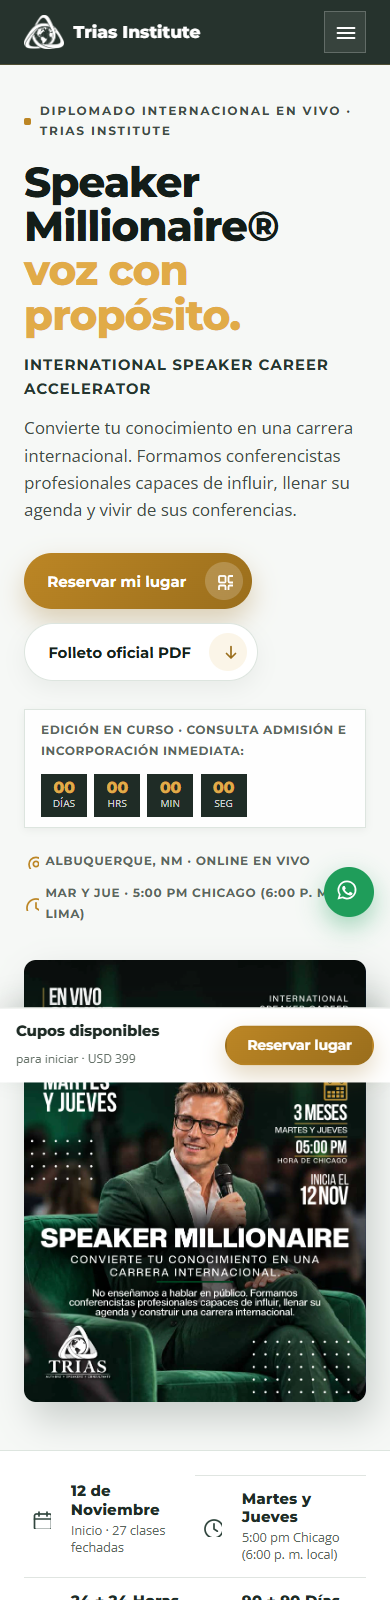 Trias Institute
DIPLOMADO INTERNACIONAL EN VIVO ·
TRIAS INSTITUTE
Speaker
Millionaire®
voz con
propósito.
INTERNATIONAL SPEAKER CAREER
ACCELERATOR
Convierte tu conocimiento en una carrera
internacional. Formamos conferencistas
profesionales capaces de influir, llenar su
agenda y vivir de sus conferencias.
Reservar mi lugar
Folleto oficial PDF
EDICIÓN EN CURSO · CONSULTA ADMISIÓN E
INCORPORACIÓN INMEDIATA:
00 00 00 00
DÍAS HRS MIN SEG
ALBUQUERQUE, NM · ONLINE EN VIVO
MAR Y JUE · 5:00 PM CHICAGO (6:00 P. M
LIMA)
EN VIVO
INTERNATIONAL
Cupos disponibles
para iniciar · USD 399
Reservar lugar
MARTES
Y JUEVES
3 MESES
MARTES Y JUEVES
05:00 PM
HORA DE CHICAGO
INICIA EL
12 NOV
SPEAKER MILLIONAIRE
CONVIERTE TU CONOCIMIENTO EN UNA
CARRERA INTERNACIONAL.
No enseñamos a hablar en público. Formamos
conferencistas profesionales capaces de influir, llenar su
agenda y construir una carrera internacional.
TRIAS
12 de
Noviembre
Inicio · 27 clases
fechadas
Martes y
Jueves
5:00 pm Chicago
(6:00 p. m. local)
24 + 24 Horas
90 + 90 Días